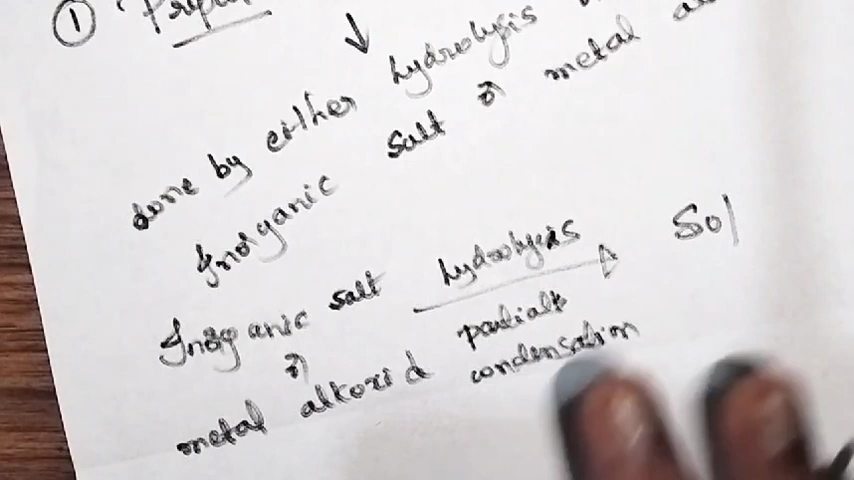 ①
↓
done by either hydrolysis
Inorganic salt or metal
Inorganic salt hydrolysis Sol
or partial condensation
metal alkoxid